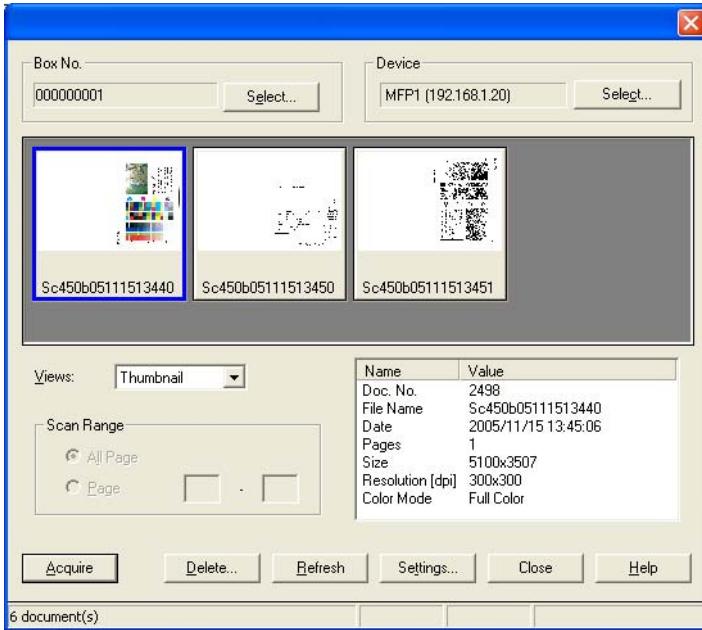 Box No.
000000001
Select...
Device
MFP1 (192.168.1.20)
Select...
Sc450b05111513440
Sc450b05111513450
Sc450b05111513451
Views:
Thumbnail
Scan Range
All Page
Page
-
Name Value
Doc. No. 2498
File Name Sc450b05111513440
Date 2005/11/15 13:45:06
Pages 1
Size 5100x3507
Resolution [dpi] 300x300
Color Mode Full Color
Acquire
Delete...
Refresh
Settings...
Close
Help
6 document(s)